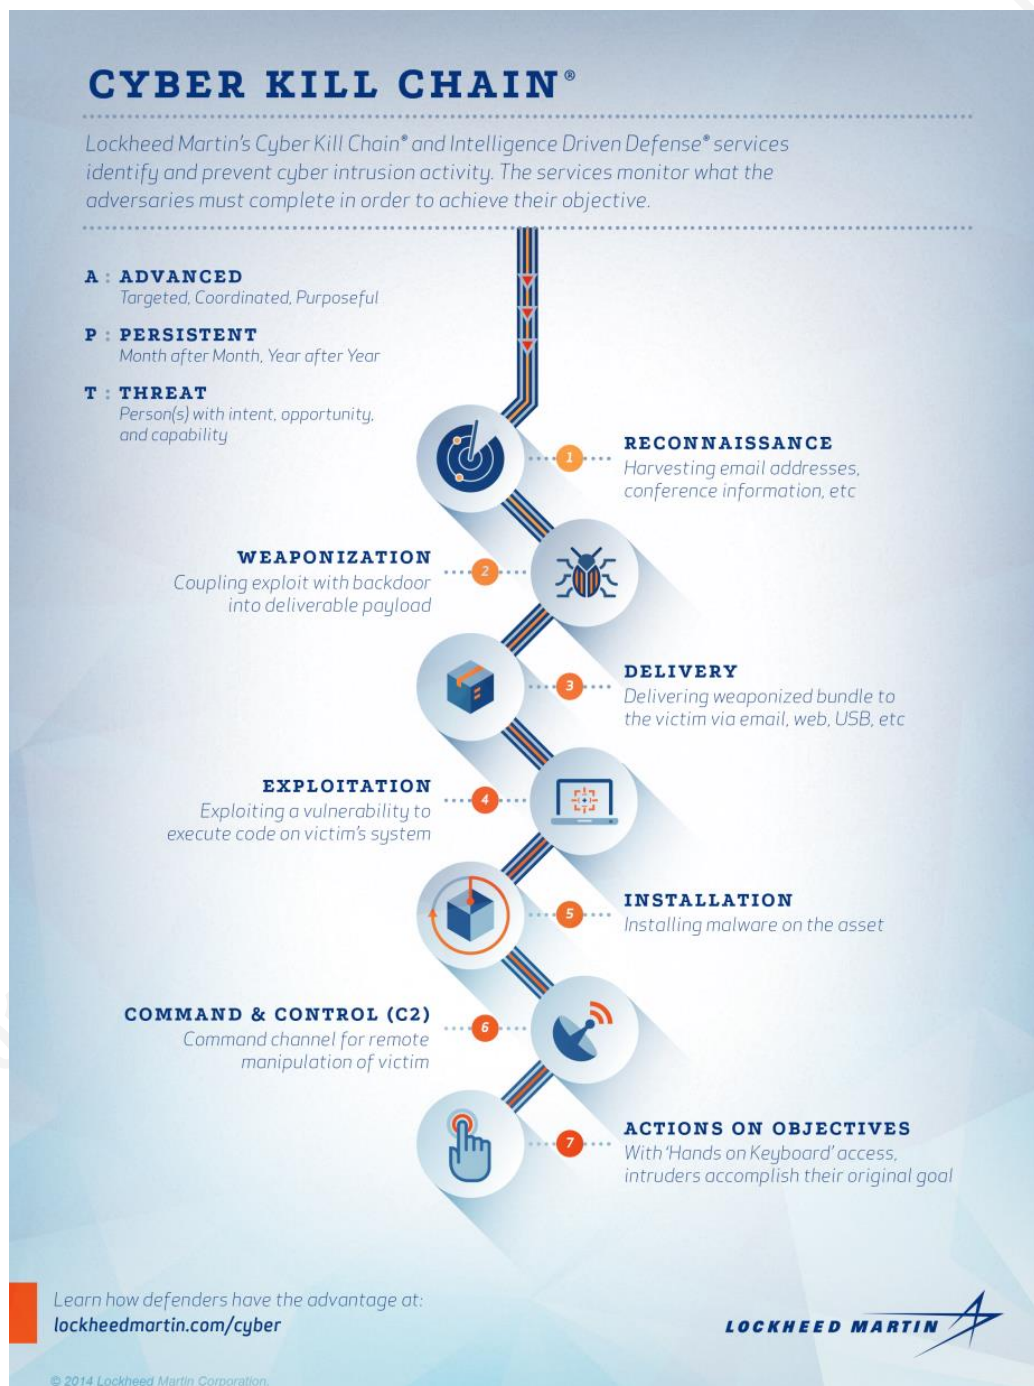 CYBER KILL CHAIN®
Lockheed Martin's Cyber Kill Chain® and Intelligence Driven Defense® services
identify and prevent cyber intrusion activity. The services monitor what the
adversaries must complete in order to achieve their objective.
A : ADVANCED
Targeted, Coordinated, Purposeful
P : PERSISTENT
Month after Month, Year after Year
T : THREAT
Person(s) with intent, opportunity,
and capability
1
RECONNAISSANCE
Harvesting email addresses,
conference information, etc
WEAPONIZATION
Coupling exploit with backdoor
into deliverable payload
2
3
DELIVERY
Delivering weaponized bundle to
the victim via email, web, USB, etc
EXPLOITATION
Exploiting a vulnerability to
execute code on victim's system
4
5
INSTALLATION
Installing malware on the asset
COMMAND & CONTROL (C2)
Command channel for remote
manipulation of victim
6
7
ACTIONS ON OBJECTIVES
With 'Hands on Keyboard' access,
intruders accomplish their original goal
Learn how defenders have the advantage at:
lockheedmartin.com/cyber
LOCKHEED MARTIN
© 2014 Lockheed Martin Corporation.